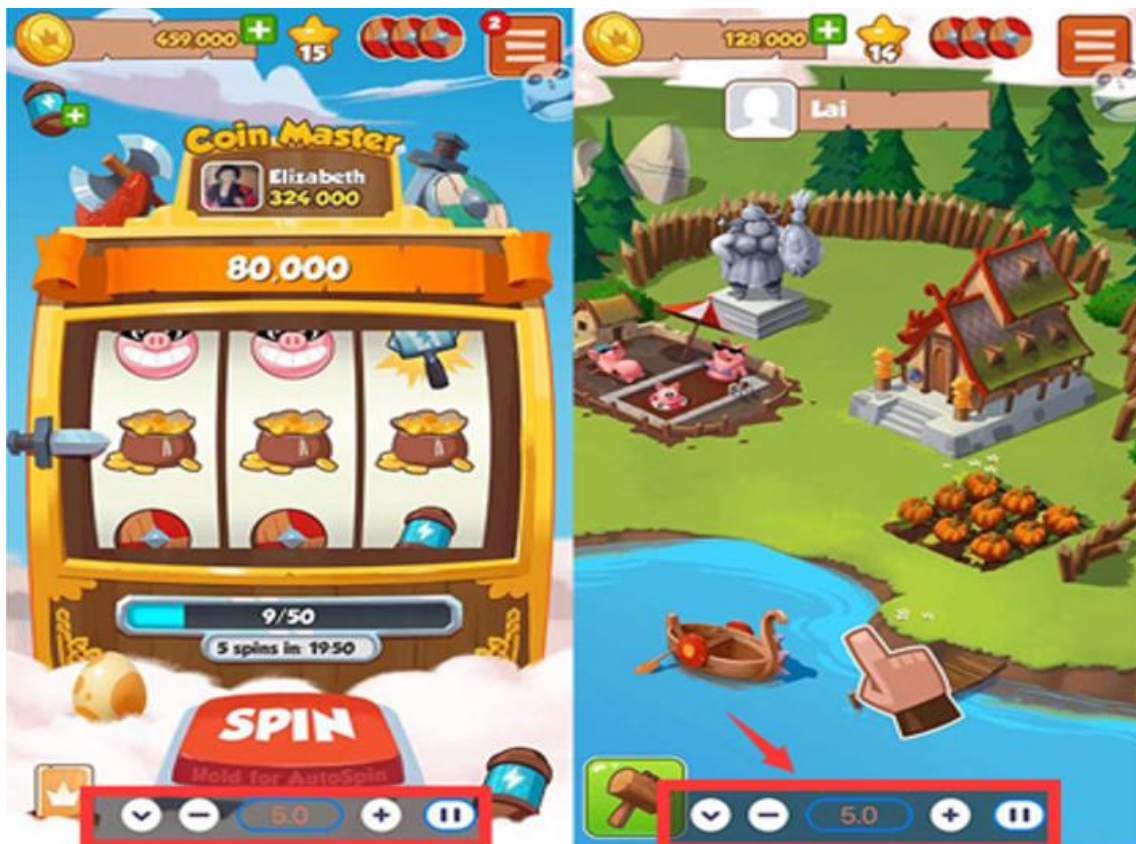 459 000
15
2
Coin Master
Elizabeth
324 000
80,000
9/50
5 spins in: 19:50
SPIN
Hold for AutoSpin
5.0
128 000
14
Lai
5.0